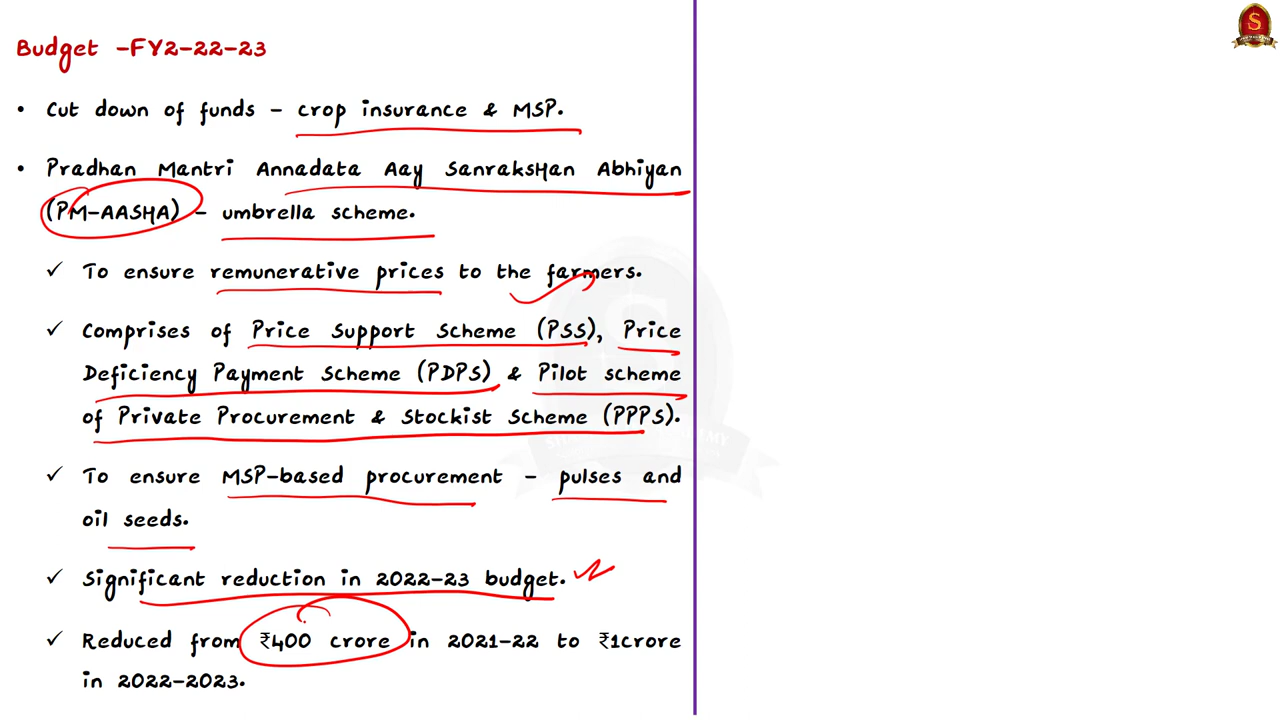 Budget -FY2-22-23
• Cut down of funds - crop insurance & MSP.
• Pradhan Mantri Annadata Aay SanraksHan Abhiyan
(PM-AASHA) - umbrella scheme.
✓ To ensure remunerative prices to the farmers.
✓ Comprises of Price Support Scheme (PSS), Price
Deficiency Payment Scheme (PDPS) & Pilot scheme
of Private Procurement & Stockist Scheme (PPPS).
✓ To ensure MSP-based procurement - pulses and
oil seeds.
✓ Significant reduction in 2022-23 budget.
✓ Reduced from ₹400 crore in 2021-22 to ₹1crore
in 2022-2023.